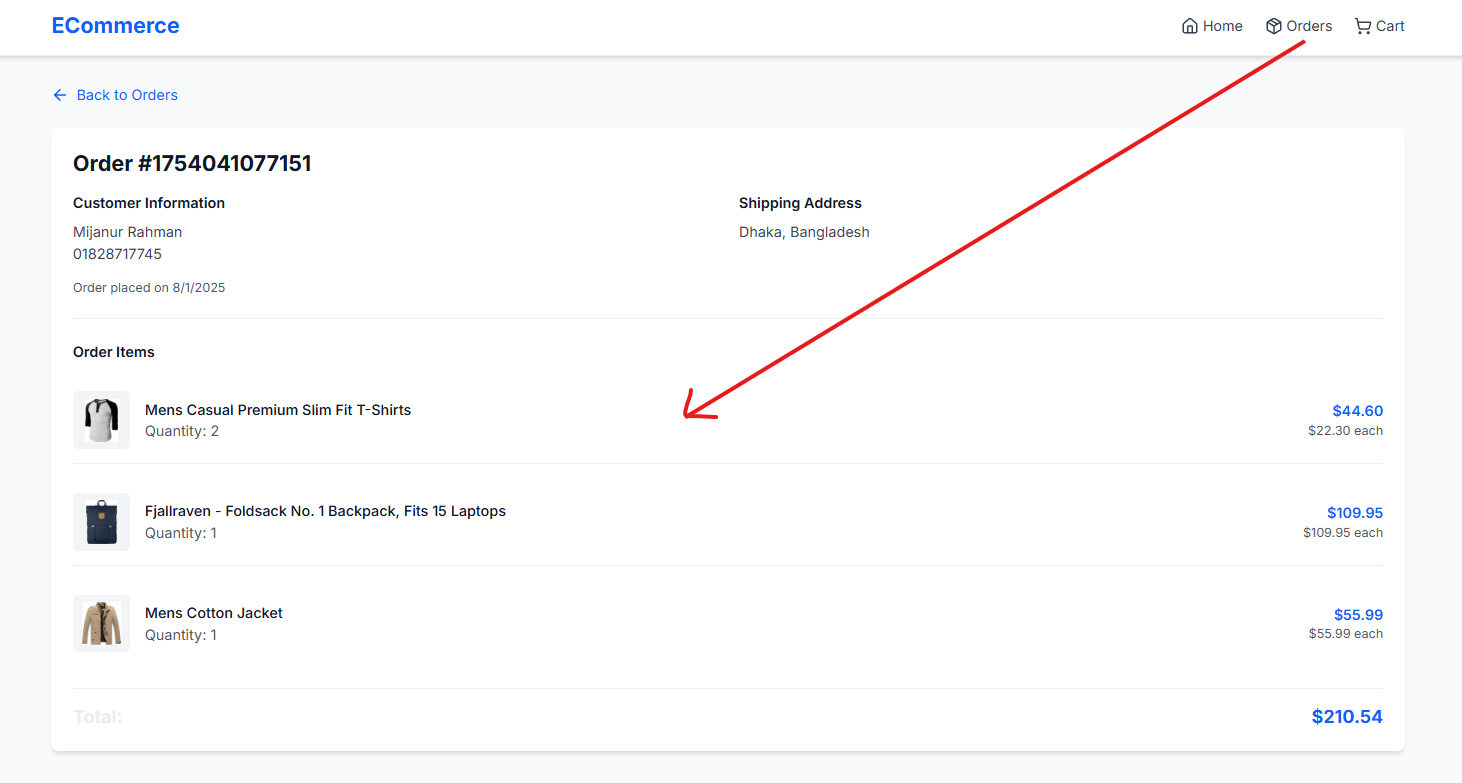 ECommerce
Home Orders Cart
Back to Orders
Order #1754041077151
Customer Information
Mijanur Rahman
01828717745
Order placed on 8/1/2025
Shipping Address
Dhaka, Bangladesh
Order Items
Mens Casual Premium Slim Fit T-Shirts
Quantity: 2
$44.60
$22.30 each
Fjallraven - Foldsack No. 1 Backpack, Fits 15 Laptops
Quantity: 1
$109.95
$109.95 each
Mens Cotton Jacket
Quantity: 1
$55.99
$55.99 each
Total: $210.54